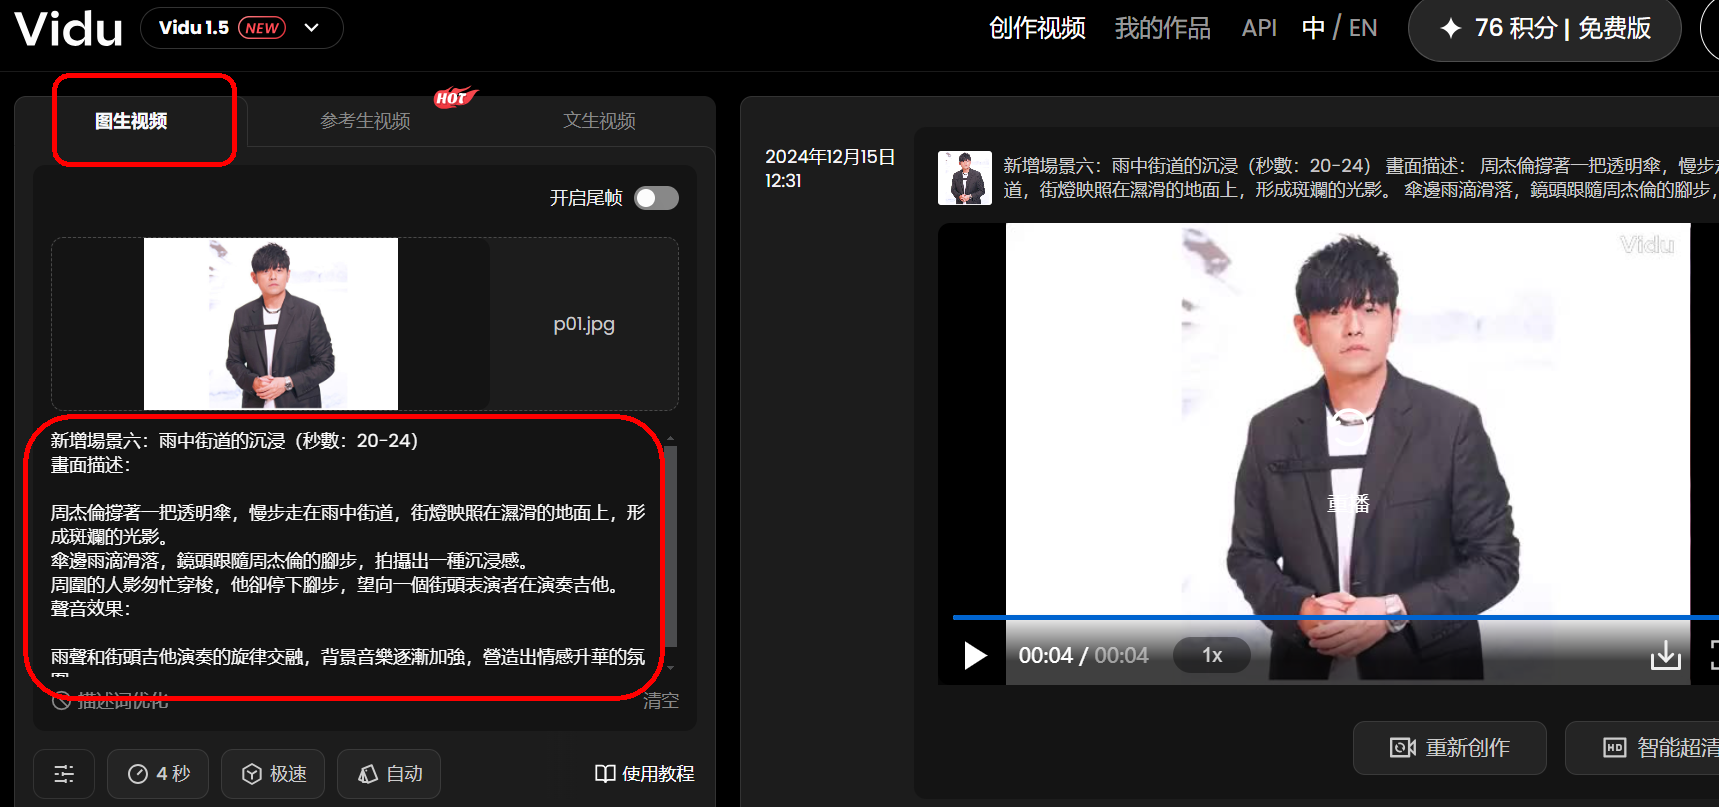 Vidu
Vidu 1.5 NEW
创作视频 我的作品 API 中 / EN
76 积分 | 免费版
图生视频
参考生视频
HOT
文生视频
开启尾帧
p01.jpg
新增場景六：雨中街道的沉浸（秒數：20-24）
畫面描述：
周杰倫撐著一把透明傘，慢步走在雨中街道，街燈映照在濕滑的地面上，形
成斑斕的光影。
傘邊雨滴滑落，鏡頭跟隨周杰倫的腳步，拍攝出一種沉浸感。
周圍的人影匆忙穿梭，他卻停下腳步，望向一個街頭表演者在演奏吉他。
聲音效果：
雨聲和街頭吉他演奏的旋律交融，背景音樂逐漸加強，營造出情感升華的氛
描述词优化
清空
4 秒
极速
自动
使用教程
2024年12月15日
12:31
新增場景六：雨中街道的沉浸（秒數：20-24） 畫面描述： 周杰倫撐著一把透明傘，慢步
道，街燈映照在濕滑的地面上，形成斑斕的光影。 傘邊雨滴滑落，鏡頭跟隨周杰倫的腳步，
Vidu
重播
00:04 / 00:04
1x
重新创作
HD 智能超清